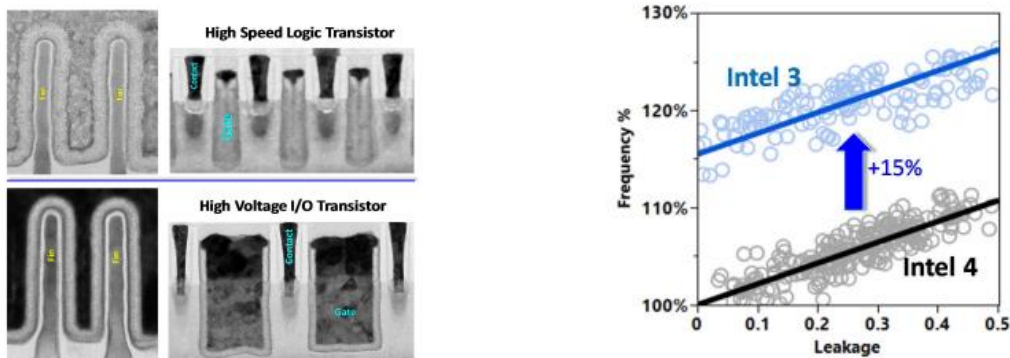 High Speed Logic Transistor
Fin
Fin
Contact
Gate
High Voltage I/O Transistor
Fin
Fin
Contact
Gate
130%
120%
110%
100%
Frequency %
Intel 3
+15%
Intel 4
0
0.1
0.2
0.3
0.4
0.5
Leakage